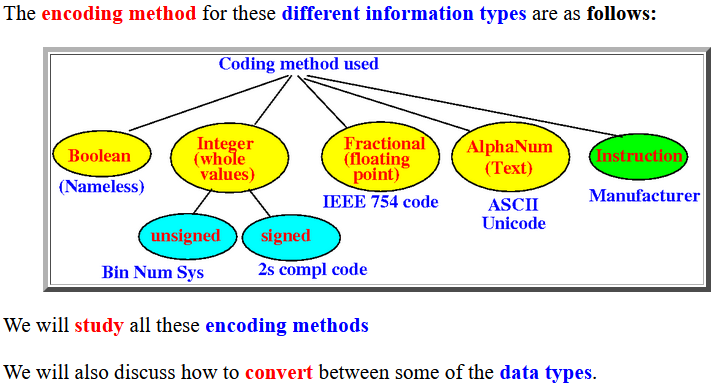 The encoding method for these different information types are as follows:
Coding method used
Boolean
(Nameless)
Integer
(whole
values)
Fractional
(floating
point)
IEEE 754 code
AlphaNum
(Text)
ASCII
Unicode
Instruction
Manufacturer
unsigned
Bin Num Sys
signed
2s compl code
We will study all these encoding methods
We will also discuss how to convert between some of the data types.